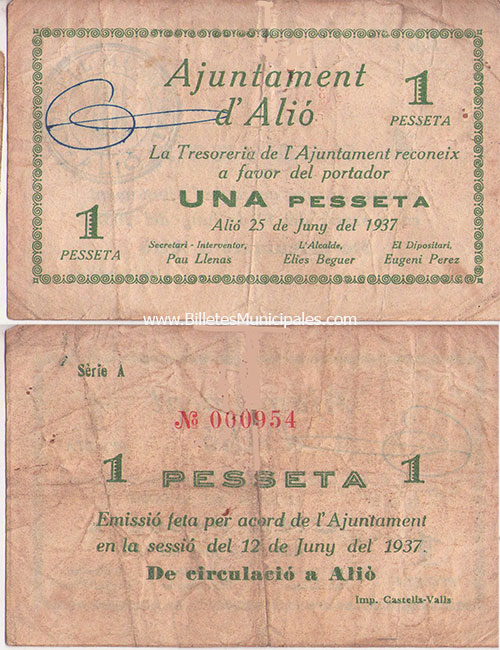 Ajuntament
d'Alió
1
PESSETA
La Tresoreria de l'Ajuntament reconeix
a favor del portador
UNA PESSETA
Alió 25 de Juny del 1937
1
PESSETA
Secretari - Interventor,
Pau Llenas
L'Alcalde,
Elies Beguer
El Dipositari,
Eugeni Perez
www.BilletesMunicipales.com
Sèrie A
№ 000954
1 PESSETA 1
Emissió feta per acord de l'Ajuntament
en la sessió del 12 de Juny del 1937.
De circulació a Aliò
Imp. Castells-Valls